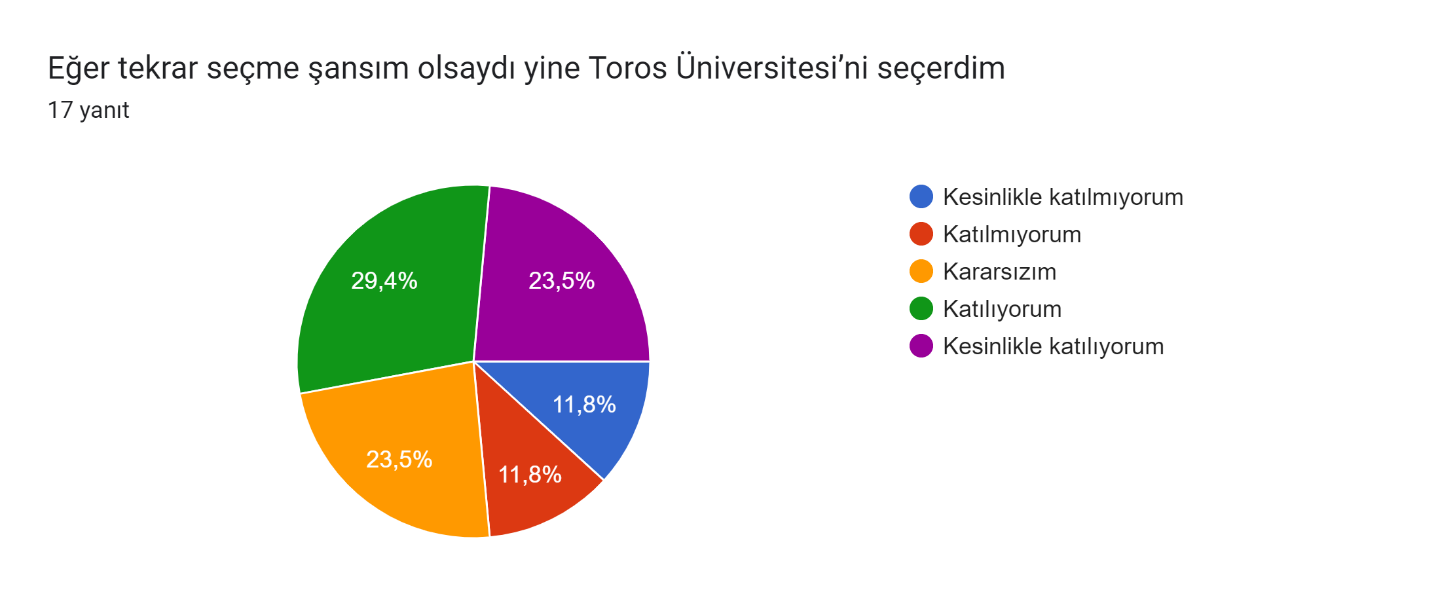 Eğer tekrar seçme şansım olsaydı yine Toros Üniversitesi’ni seçerdim
17 yanıt
29,4%
23,5%
11,8%
23,5%
11,8%
Kesinlikle katılmıyorum
Katılmıyorum
Kararsızım
Katılıyorum
Kesinlikle katılıyorum